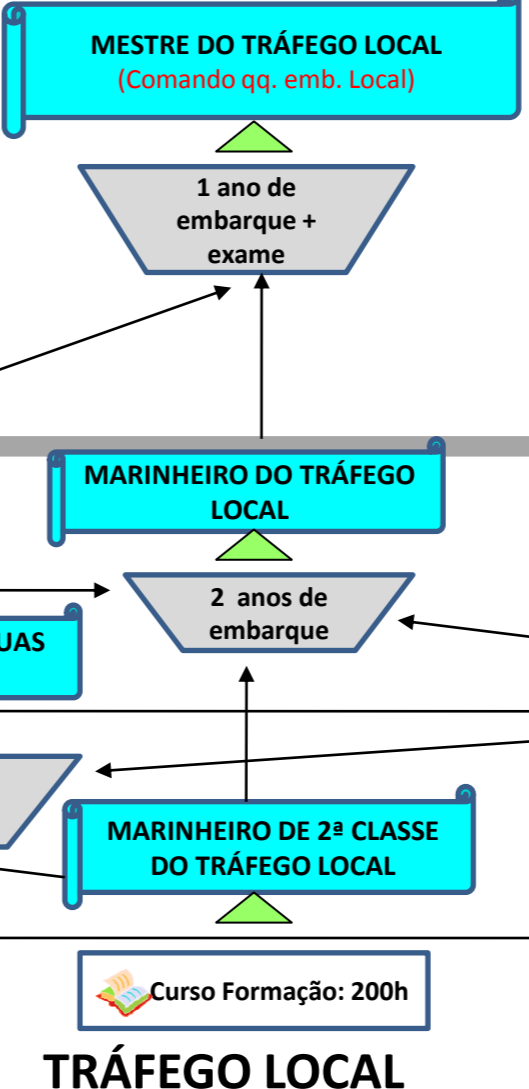 MESTRE DO TRÁFEGO LOCAL
(Comando qq. emb. Local)
1 ano de
embarque +
exame
MARINHEIRO DO TRÁFEGO
LOCAL
2 anos de
embarque
UAS
MARINHEIRO DE 2ª CLASSE
DO TRÁFEGO LOCAL
Curso Formação: 200h
TRÁFEGO LOCAL